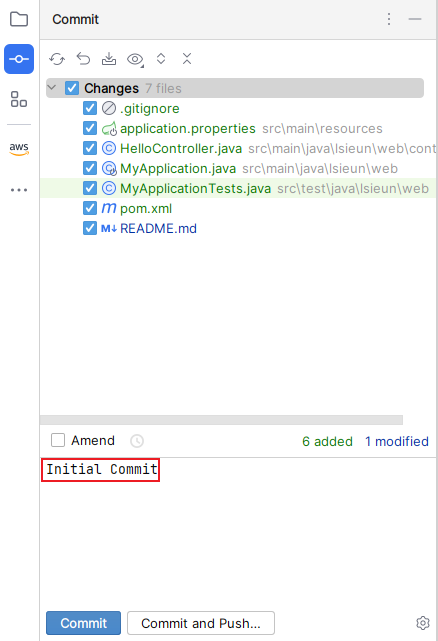 Commit
Changes 7 files
.gitignore
application.properties src\main\resources
HelloController.java src\main\java\lsieun\web\cont
MyApplication.java src\main\java\lsieun\web
MyApplicationTests.java src\test\java\lsieun\web
m pom.xml
M↓ README.md
aws
Amend 6 added 1 modified
Initial Commit
Commit Commit and Push...